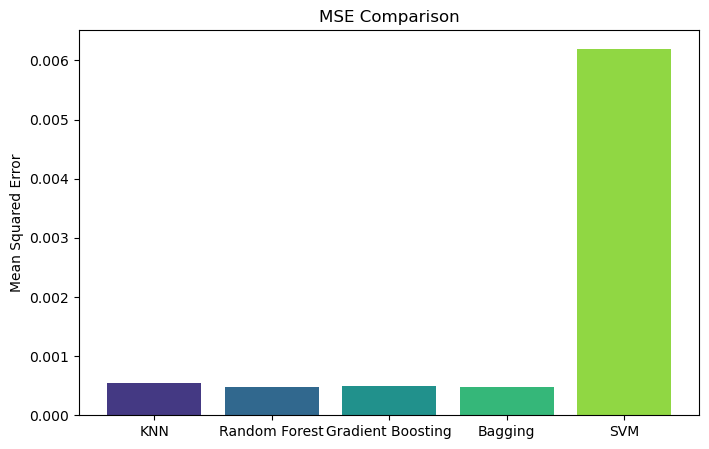 MSE Comparison
Mean Squared Error
0.006
0.005
0.004
0.003
0.002
0.001
0.000
KNN
Random Forest
Gradient Boosting
Bagging
SVM